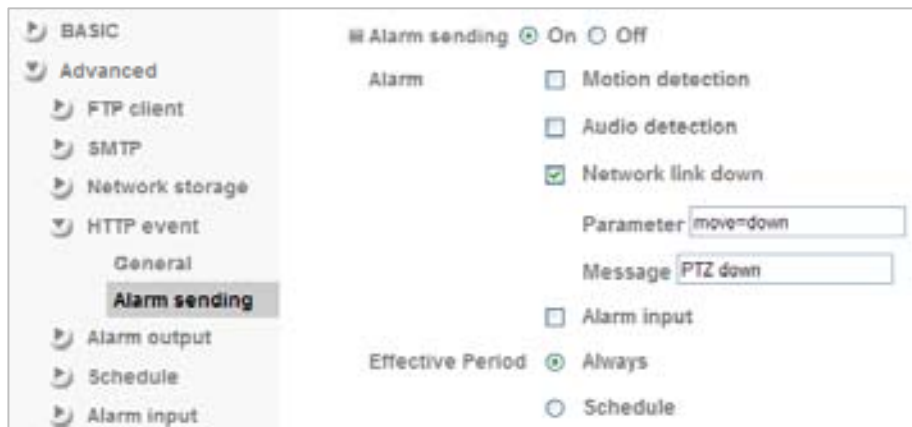 BASIC
Advanced
FTP client
SMTP
Network storage
HTTP event
General
Alarm sending
Alarm output
Schedule
Alarm input
Alarm sending On Off
Alarm Motion detection
Audio detection
Network link down
Parameter move=down
Message PTZ down
Alarm input
Effective Period Always
Schedule